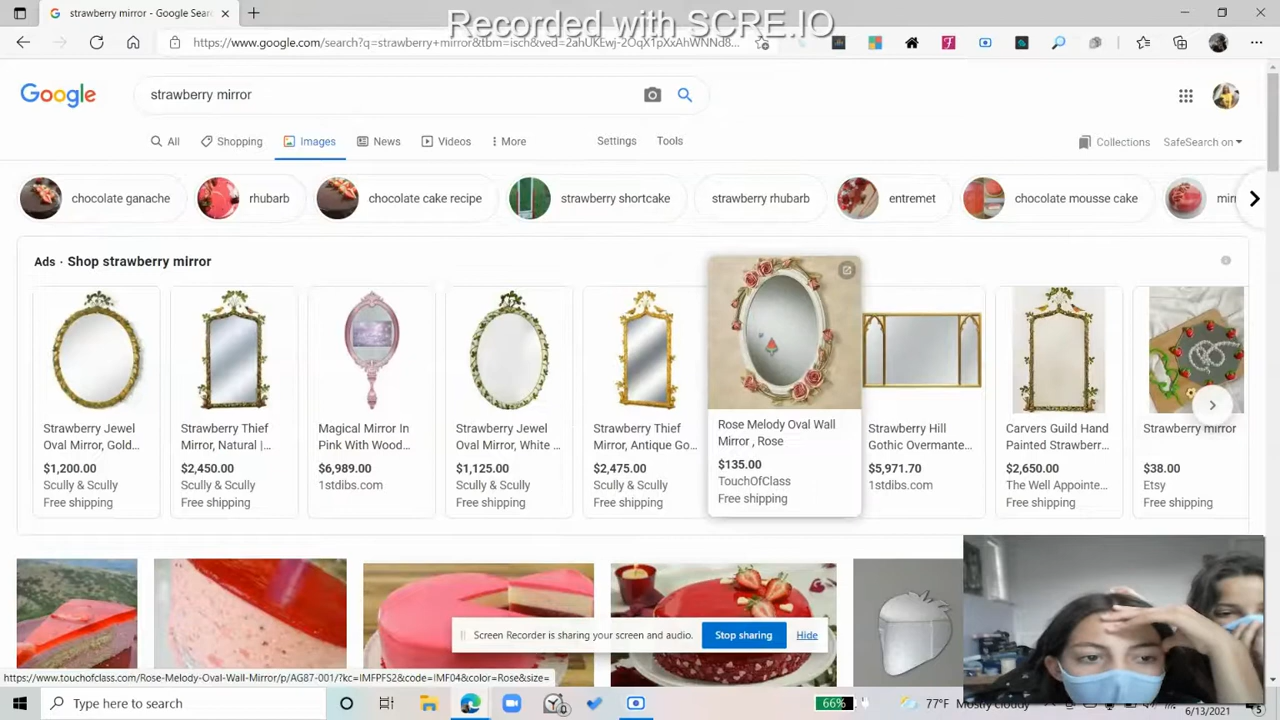 Recorded with SCRE.IO
strawberry mirror - Google Sear
https://www.google.com/search?q=strawberry+mirror&tbm=isch&ved=2ahUKEwj-2OqX1pXxAhWNNd8...
Google
strawberry mirror
All
Shopping
Images
News
Videos
More
Settings
Tools
Collections
SafeSearch on
chocolate ganache
rhubarb
chocolate cake recipe
strawberry shortcake
strawberry rhubarb
entremet
chocolate mousse cake
Ads · Shop strawberry mirror
Strawberry Jewel
Oval Mirror, Gold...
$1,200.00
Scully & Scully
Free shipping
Strawberry Thief
Mirror, Natural |...
$2,450.00
Scully & Scully
Free shipping
Magical Mirror In
Pink With Wood...
$6,989.00
1stdibs.com
Strawberry Jewel
Oval Mirror, White ...
$1,125.00
Scully & Scully
Free shipping
Strawberry Thief
Mirror, Antique Go...
$2,475.00
Scully & Scully
Free shipping
Rose Melody Oval Wall
Mirror , Rose
$135.00
TouchOfClass
Free shipping
Strawberry Hill
Gothic Overmante...
$5,971.70
1stdibs.com
Carvers Guild Hand
Painted Strawberr...
$2,650.00
The Well Appointe...
Free shipping
Strawberry mirror
$38.00
Etsy
Free shipping
Screen Recorder is sharing your screen and audio.
Stop sharing
Hide
https://www.touchofclass.com/Rose-Melody-Oval-Wall-Mirror/p/AG87-001/?kc=IMFPFS2&code=IMF04&color=Rose&size=
Type here to search
66%
77°F Mostly cloudy
6/13/2021
5